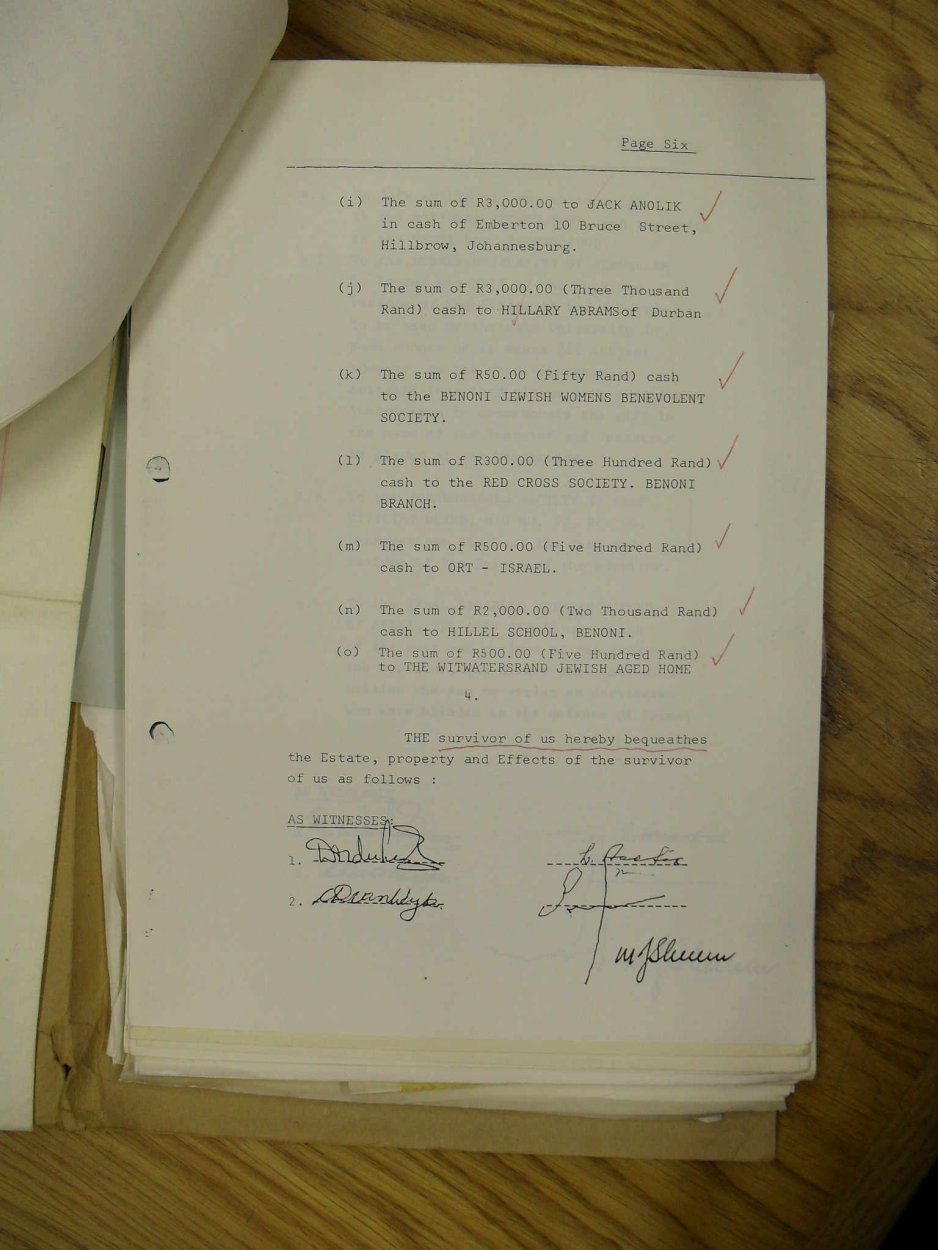 Page Six
(i) The sum of R3,000.00 to JACK ANOLIK
in cash of Emberton 10 Bruce Street,
Hillbrow, Johannesburg.
(j) The sum of R3,000.00 (Three Thousand
Rand) cash to HILLARY ABRAMSof Durban
(k) The sum of R50.00 (Fifty Rand) cash
to the BENONI JEWISH WOMENS BENEVOLENT
SOCIETY.
(l) The sum of R300.00 (Three Hundred Rand)
cash to the RED CROSS SOCIETY. BENONI
BRANCH.
(m) The sum of R500.00 (Five Hundred Rand)
cash to ORT - ISRAEL.
(n) The sum of R2,000.00 (Two Thousand Rand)
cash to HILLEL SCHOOL, BENONI.
(o) The sum of R500.00 (Five Hundred Rand)
to THE WITWATERSRAND JEWISH AGED HOME
4.
THE survivor of us hereby bequeathes
the Estate, property and Effects of the survivor
of us as follows :
AS WITNESSES:
1.
2.